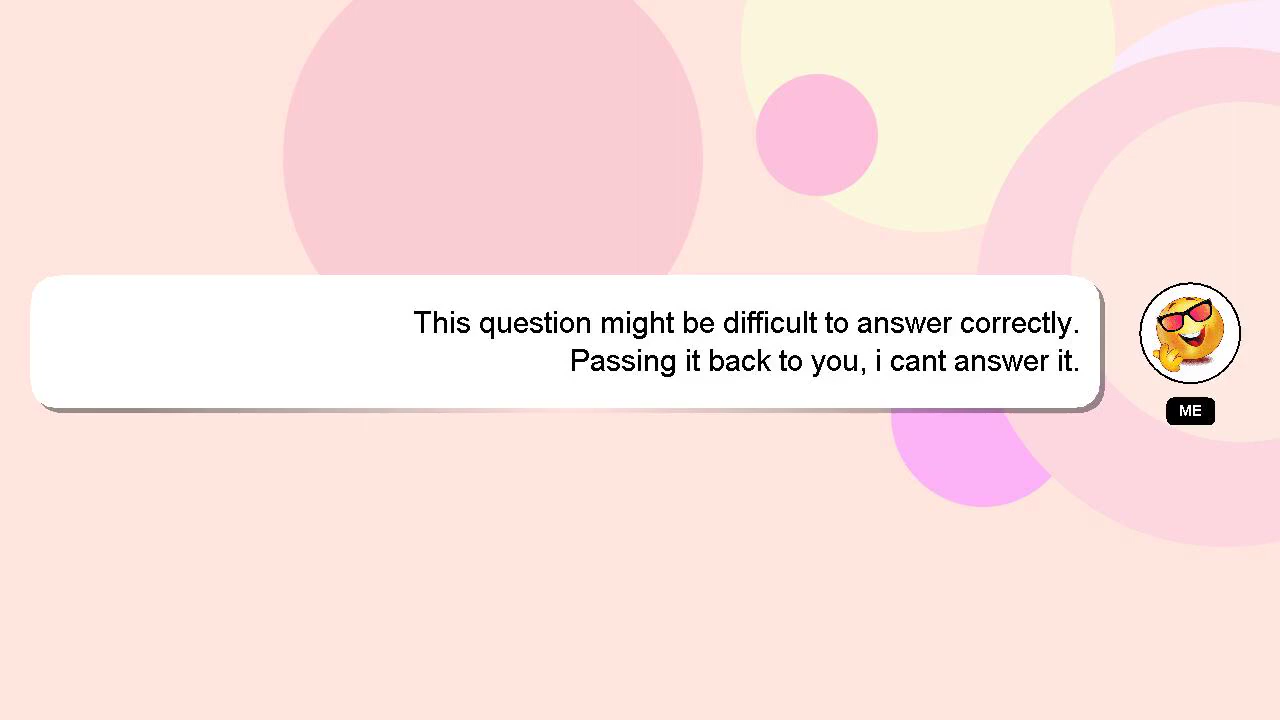 This question might be difficult to answer correctly.
Passing it back to you, i cant answer it.
ME